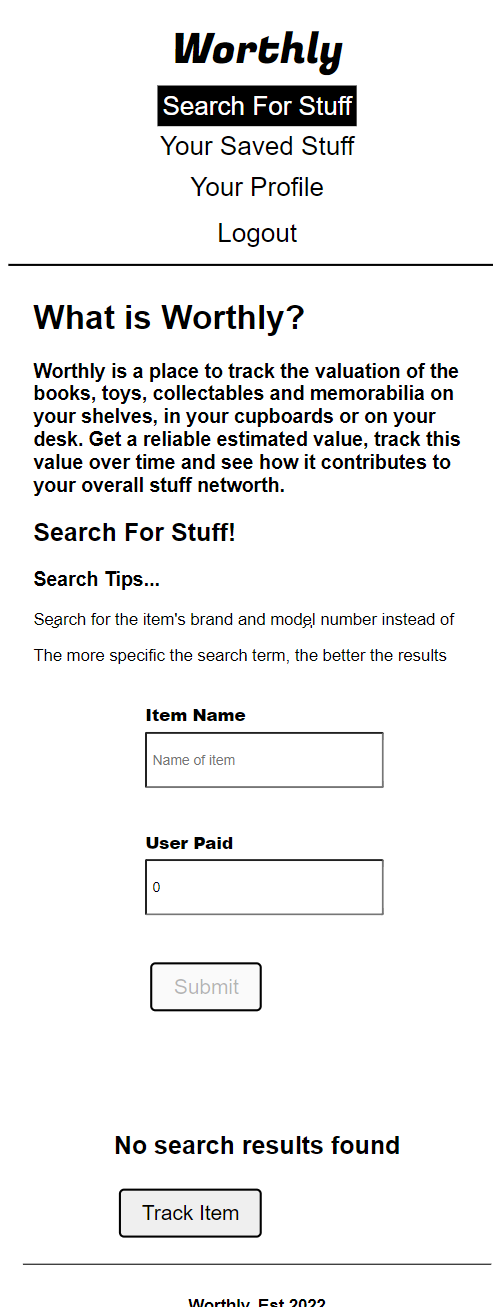 Worthly
Search For Stuff
Your Saved Stuff
Your Profile
Logout
What is Worthly?
Worthly is a place to track the valuation of the
books, toys, collectables and memorabilia on
your shelves, in your cupboards or on your
desk. Get a reliable estimated value, track this
value over time and see how it contributes to
your overall stuff networth.
Search For Stuff!
Search Tips...
Search for the item's brand and model number instead of
The more specific the search term, the better the results
Item Name
Name of item
User Paid
0
Submit
No search results found
Track Item
Worthly, Est 2022